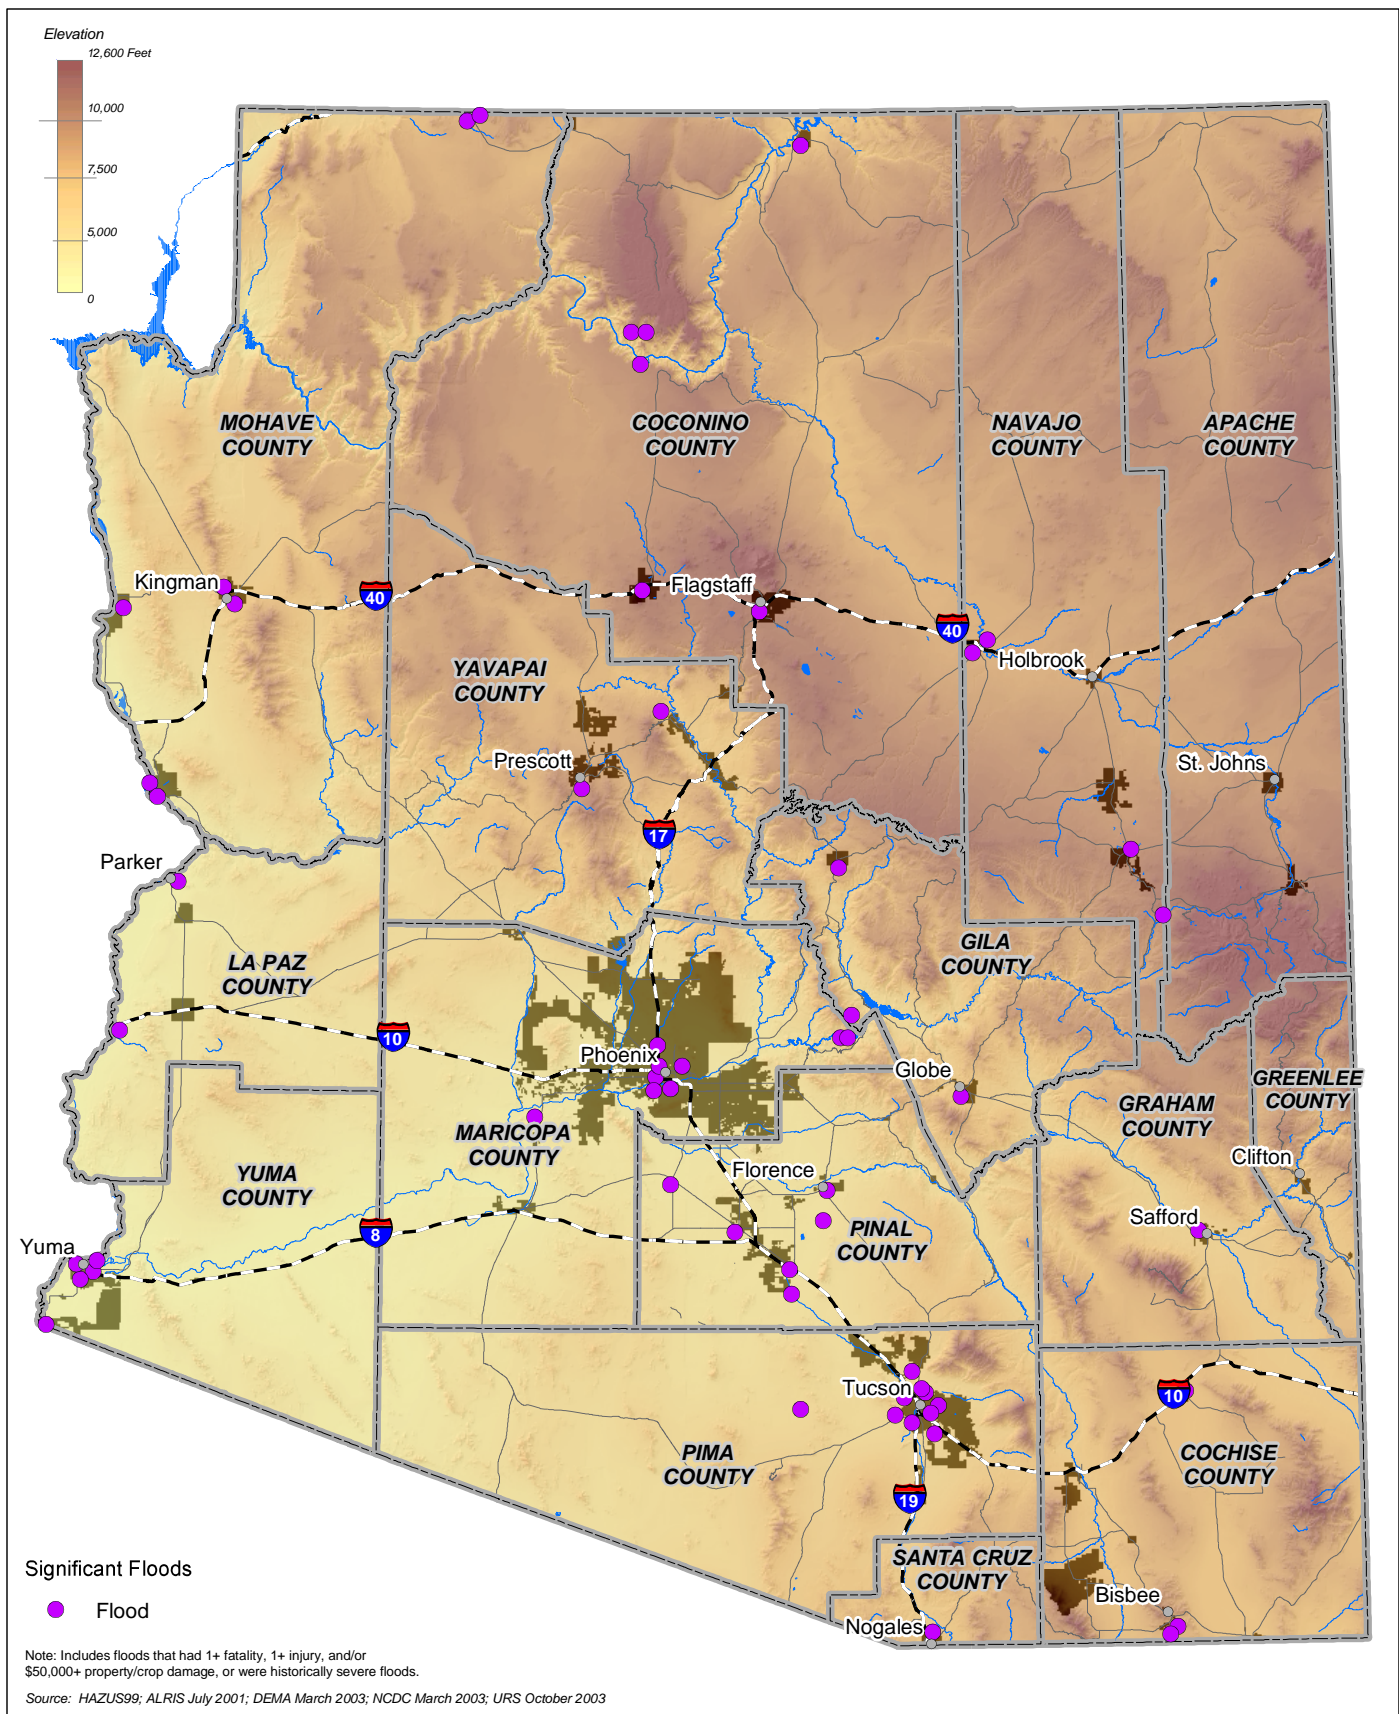 Elevation
12,600 Feet
10,000
7,500
5,000
0
MOHAVE
COUNTY
COCONINO
COUNTY
NAVAJO
COUNTY
APACHE
COUNTY
Kingman
40
Flagstaff
40
Holbrook
YAVAPAI
COUNTY
Prescott
St. Johns
17
Parker
LA PAZ
COUNTY
GILA
COUNTY
10
Phoenix
Globe
GREENLEE
COUNTY
GRAHAM
COUNTY
MARICOPA
COUNTY
YUMA
COUNTY
Florence
Clifton
Safford
8
PINAL
COUNTY
Yuma
Tucson
10
PIMA
COUNTY
COCHISE
COUNTY
19
SANTA CRUZ
COUNTY
Bisbee
Nogales
Significant Floods
Flood
Note: Includes floods that had 1+ fatality, 1+ injury, and/or
$50,000+ property/crop damage, or were historically severe floods.
Source: HAZUS99; ALRIS July 2001; DEMA March 2003; NCDC March 2003; URS October 2003